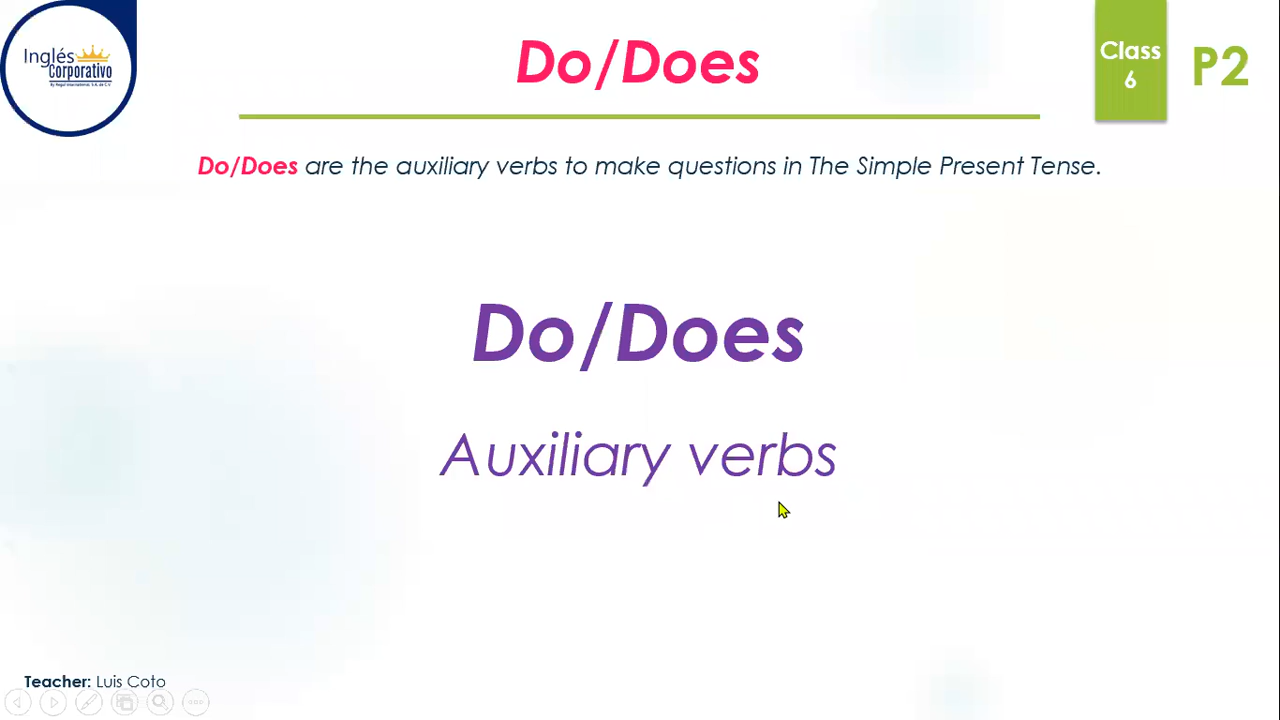 Inglés
Corporativo
Do/Does
Class
6
P2
Do/Does are the auxiliary verbs to make questions in The Simple Present Tense.
Do/Does
Auxiliary verbs
Teacher: Luis Coto